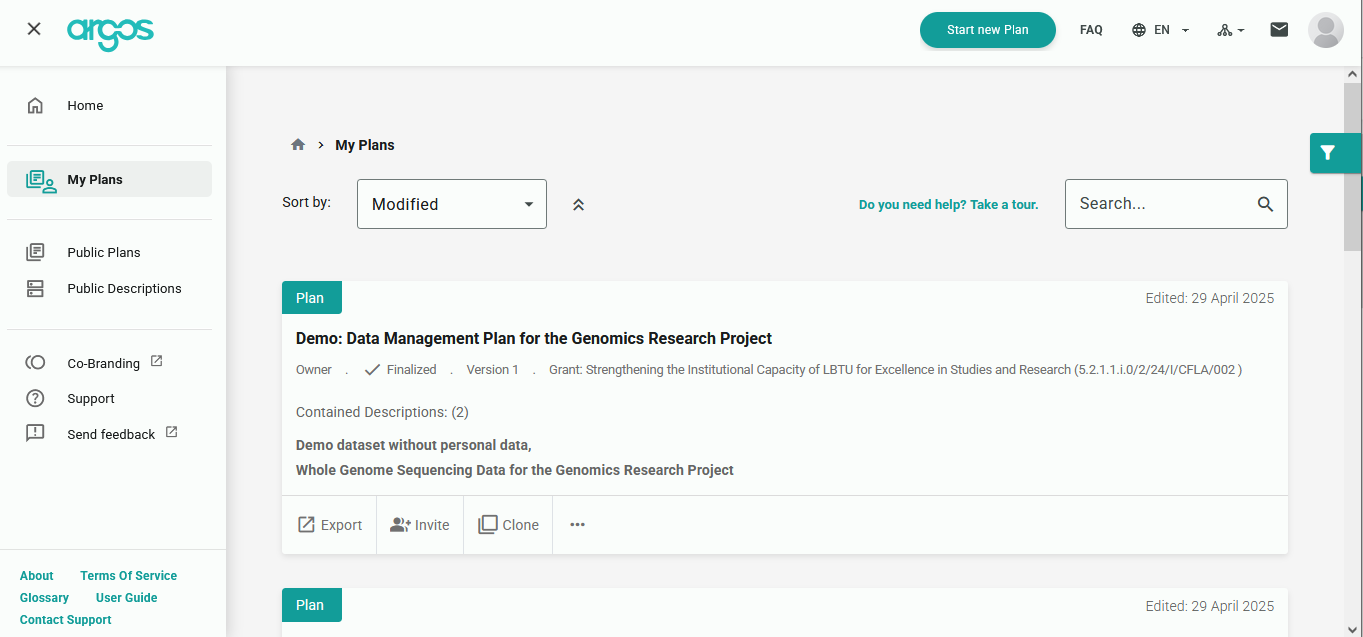 argos
Start new Plan
FAQ
EN
Home
My Plans
Public Plans
Public Descriptions
Co-Branding
Support
Send feedback
About Terms Of Service
Glossary User Guide
Contact Support
My Plans
Sort by:
Modified
Do you need help? Take a tour.
Search...
Plan
Edited: 29 April 2025
Demo: Data Management Plan for the Genomics Research Project
Owner . Finalized . Version 1 . Grant: Strengthening the Institutional Capacity of LBTU for Excellence in Studies and Research (5.2.1.1.i.0/2/24/I/CFLA/002 )
Contained Descriptions: (2)
Demo dataset without personal data,
Whole Genome Sequencing Data for the Genomics Research Project
Export
Invite
Clone
Plan
Edited: 29 April 2025